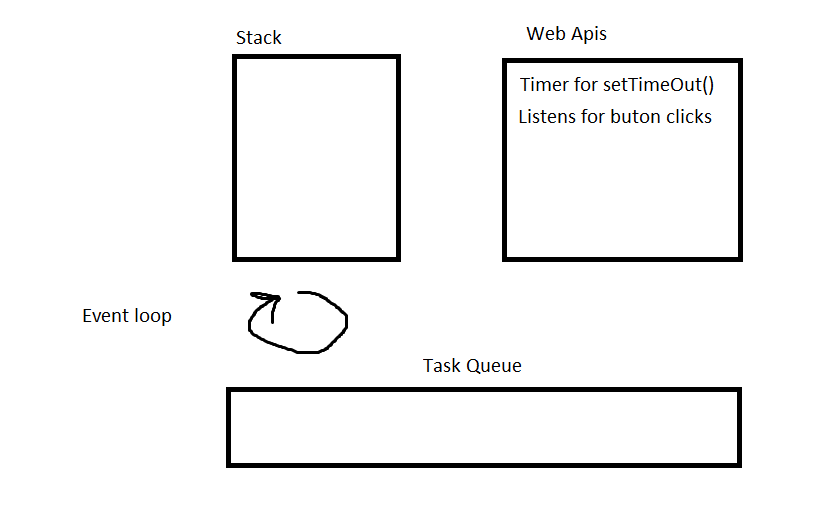 Stack
Web Apis
Timer for setTimeOut()
Listens for buton clicks
Event loop
Task Queue